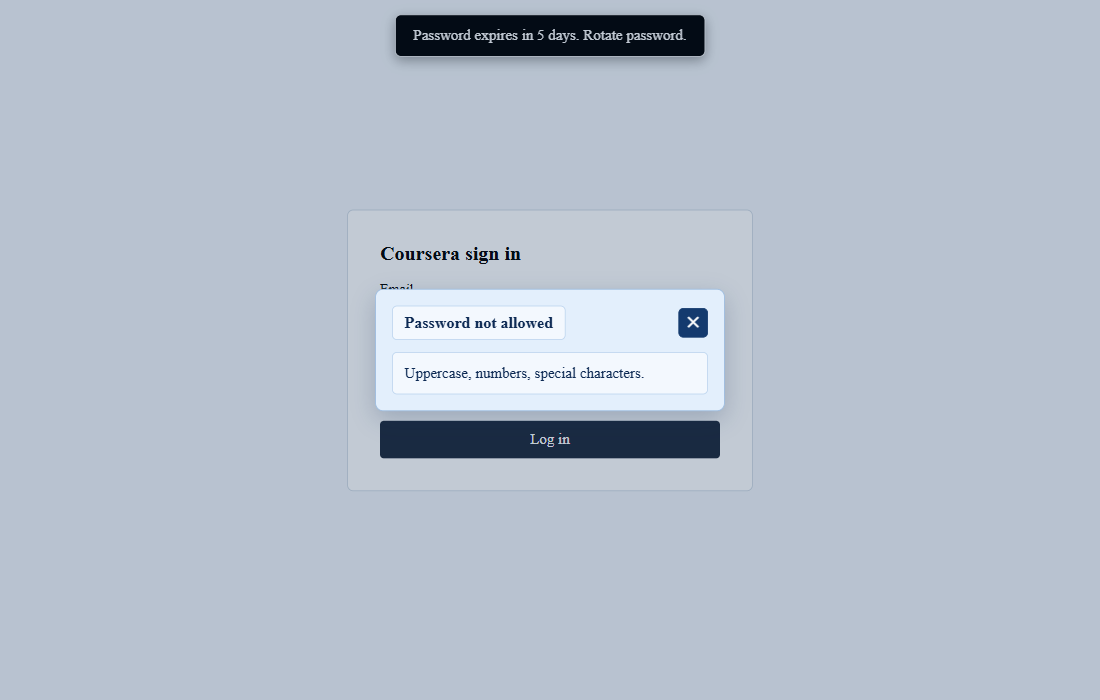 Password expires in 5 days. Rotate password.
Coursera sign in
Email
Password not allowed
Uppercase, numbers, special characters.
Log in